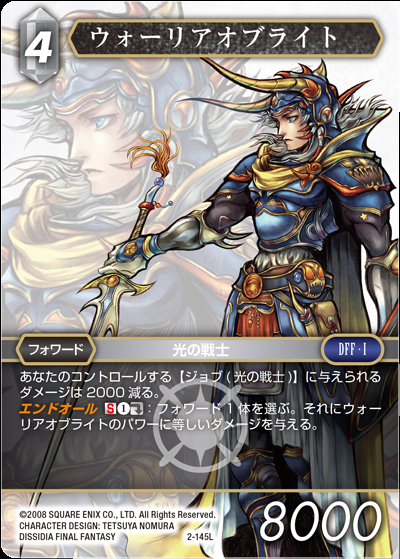 4
ウォーリアオブライト
フォワード
光の戦士
DFF・I
あなたのコントロールする【ジョブ(光の戦士)】に与えられる
ダメージは 2000 減る。
エンドオール S 1 : フォワード 1 体を選ぶ。それにウォー
リアオブライトのパワーに等しいダメージを与える。
©2008 SQUARE ENIX CO., LTD. All Rights Reserved.
CHARACTER DESIGN: TETSUYA NOMURA
DISSIDIA FINAL FANTASY
2-145L
8000